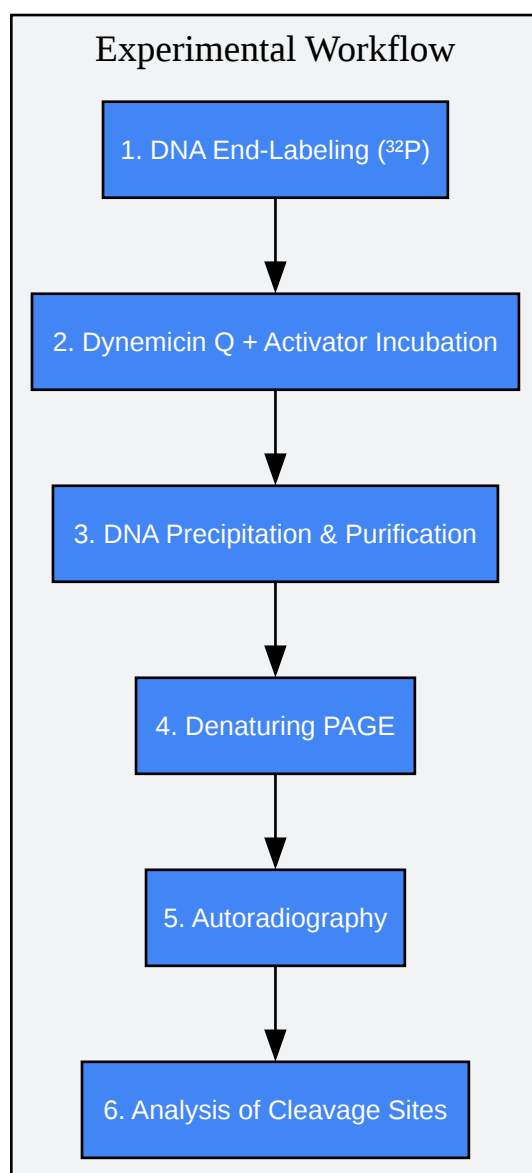 Experimental Workflow
1. DNA End-Labeling (³²P)
2. Dynemicin Q + Activator Incubation
3. DNA Precipitation & Purification
4. Denaturing PAGE
5. Autoradiography
6. Analysis of Cleavage Sites